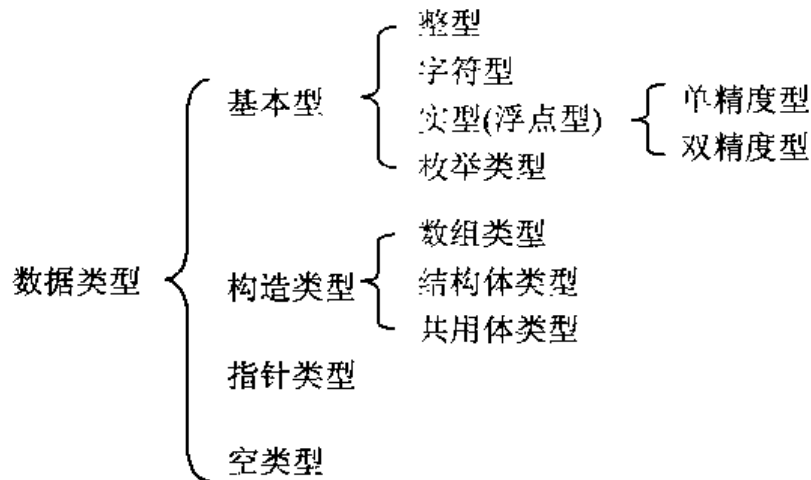 数据类型
基本型
整型
字符型
实型(浮点型)
单精度型
双精度型
枚举类型
构造类型
数组类型
结构体类型
共用体类型
指针类型
空类型